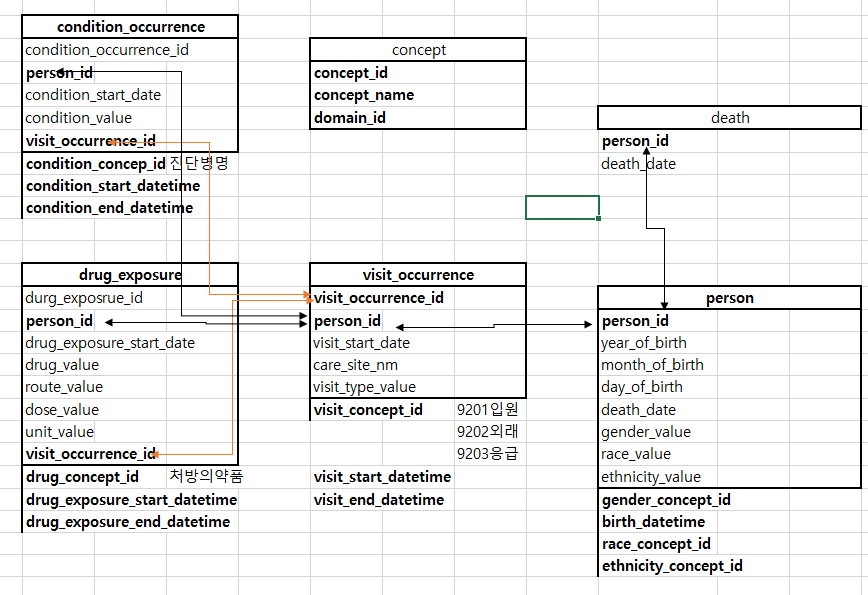 condition_occurrence
condition_occurrence_id
person_id
condition_start_date
condition_value
visit_occurrence_id
condition_concep_id 진단병명
condition_start_datetime
condition_end_datetime
concept
concept_id
concept_name
domain_id
death
person_id
death_date
drug_exposure
durg_exposrue_id
person_id
drug_exposure_start_date
drug_value
route_value
dose_value
unit_value
visit_occurrence_id
drug_concept_id 처방의약품
drug_exposure_start_datetime
drug_exposure_end_datetime
visit_occurrence
visit_occurrence_id
person_id
visit_start_date
care_site_nm
visit_type_value
visit_concept_id 9201입원
9202외래
9203응급
visit_start_datetime
visit_end_datetime
person
person_id
year_of_birth
month_of_birth
day_of_birth
death_date
gender_value
race_value
ethnicity_value
gender_concept_id
birth_datetime
race_concept_id
ethnicity_concept_id